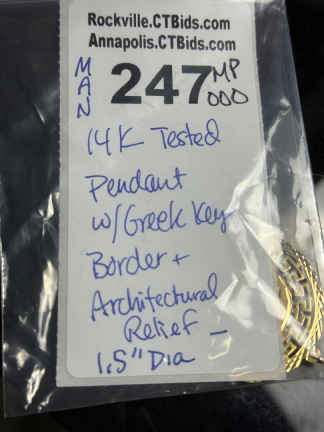 Rockville.CTBids.com
Annapolis.CTBids.com
MAN 247 MP
000
14K Tested
Pendant
w/Greek Key
Border +
Architectural
Relief -
1.5" Dia